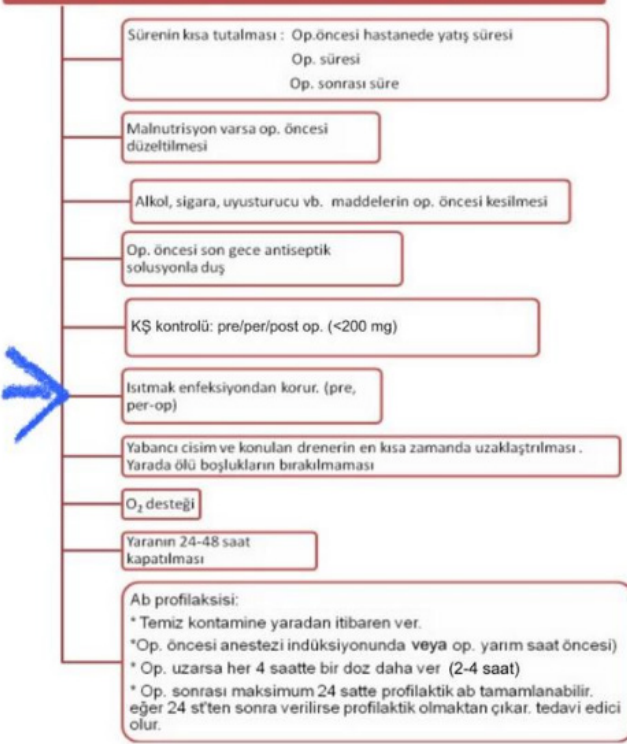 Sürenin kısa tutalması : Op.öncesi hastanede yatış süresi
Op. süresi
Op. sonrası süre
Malnutrisyon varsa op. öncesi
düzeltilmesi
Alkol, sigara, uyusturucu vb. maddelerin op. öncesi kesilmesi
Op. öncesi son gece antiseptik
solusyonla duş
KŞ kontrolü: pre/per/post op. (<200 mg)
Isıtmak enfeksiyondan korur. (pre,
per-op)
Yabancı cisim ve konulan drenerin en kısa zamanda uzaklaştırılması .
Yarada ölü boşlukların bırakılmaması
O₂ desteği
Yaranın 24-48 saat
kapatılması
Ab profilaksisi:
* Temiz kontamine yaradan itibaren ver.
*Op. öncesi anestezi indüksiyonunda veya op. yarım saat öncesi)
* Op. uzarsa her 4 saatte bir doz daha ver (2-4 saat)
* Op. sonrası maksimum 24 satte profilaktik ab tamamlanabilir.
eğer 24 st'ten sonra verilirse profilaktik olmaktan çıkar. tedavi edici
olur.